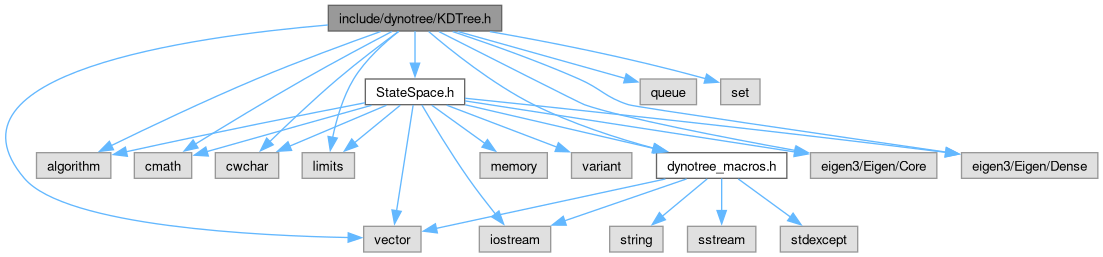 include/dynotree/KDTree.h
StateSpace.h
queue
set
algorithm
cmath
cwchar
limits
memory
variant
dynotree_macros.h
eigen3/Eigen/Core
eigen3/Eigen/Dense
vector
iostream
string
sstream
stdexcept